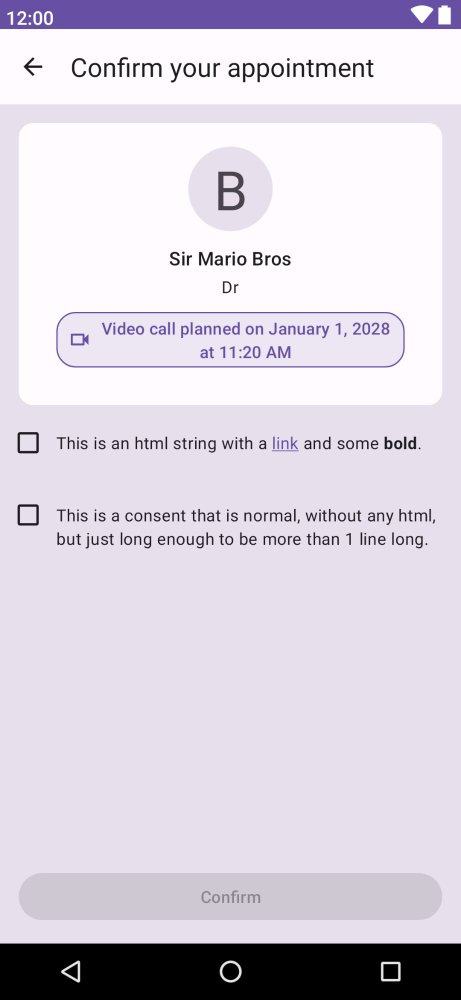 12:00
Confirm your appointment
B
Sir Mario Bros
Dr
Video call planned on January 1, 2028
at 11:20 AM
This is an html string with a link and some bold.
This is a consent that is normal, without any html,
but just long enough to be more than 1 line long.
Confirm